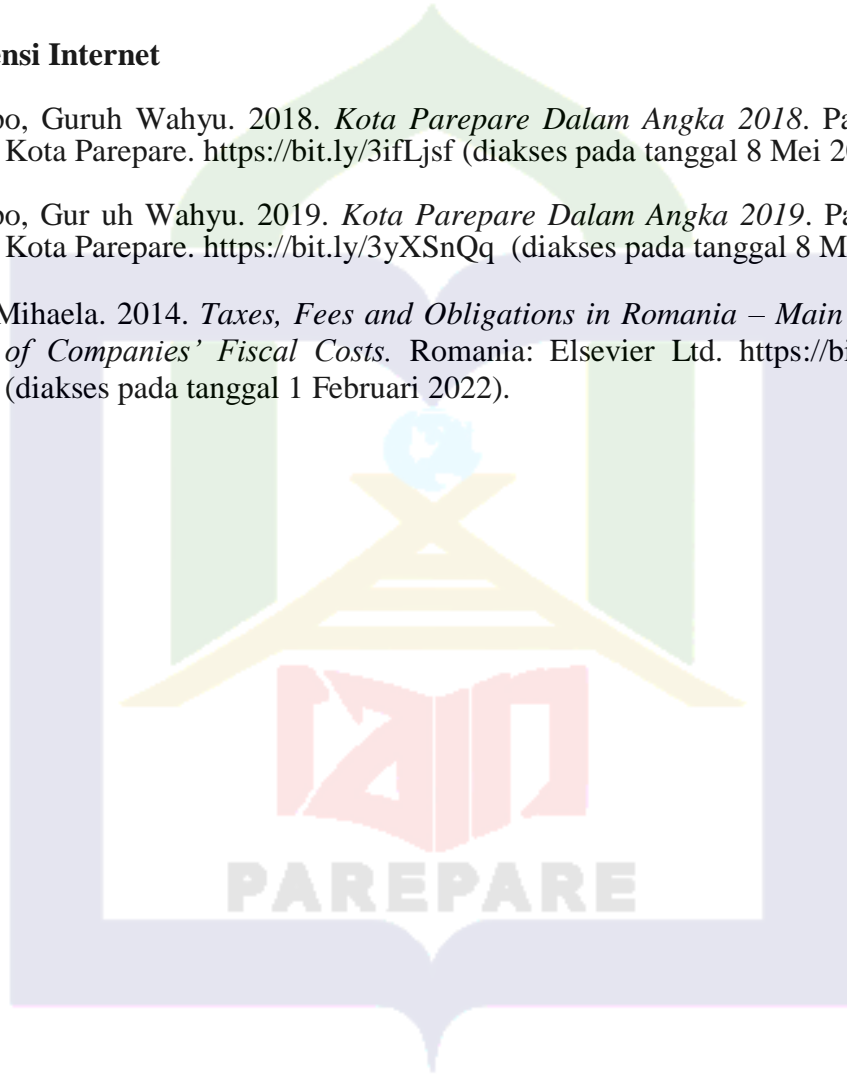 ensi Internet
oo, Guruh Wahyu. 2018. Kota Parepare Dalam Angka 2018. Pa
Kota Parepare. https://bit.ly/3ifLjsf (diakses pada tanggal 8 Mei 20
oo, Gur uh Wahyu. 2019. Kota Parepare Dalam Angka 2019. Pa
Kota Parepare. https://bit.ly/3yXSnQq (diakses pada tanggal 8 M
Mihaela. 2014. Taxes, Fees and Obligations in Romania – Main
of Companies’ Fiscal Costs. Romania: Elsevier Ltd. https://bi
(diakses pada tanggal 1 Februari 2022).
iain
PAREPARE